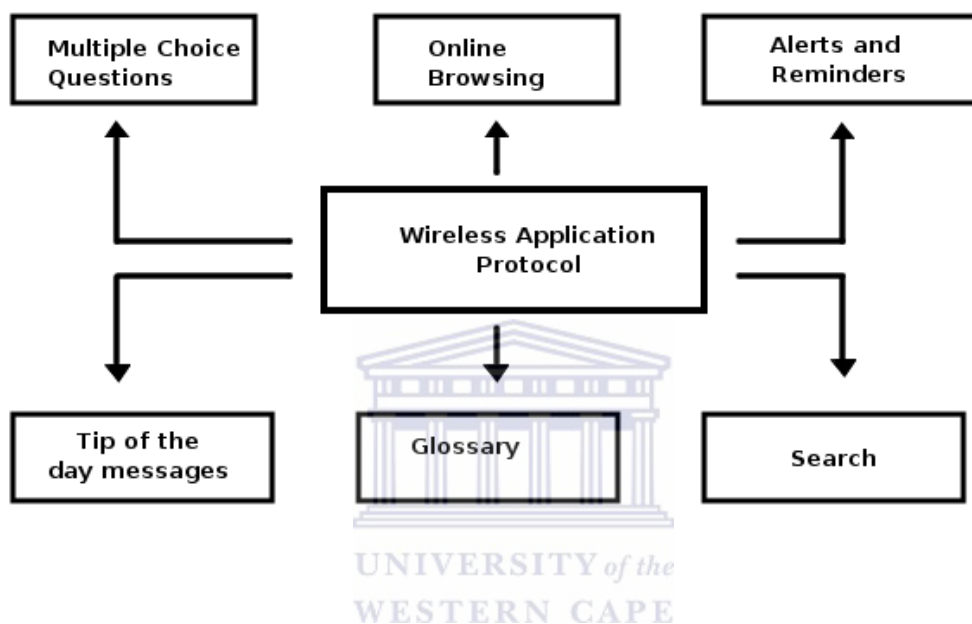 Multiple Choice
Questions
Online
Browsing
Alerts and
Reminders
Wireless Application
Protocol
Tip of the
day messages
Glossary
Search
UNIVERSITY of the
WESTERN CAPE